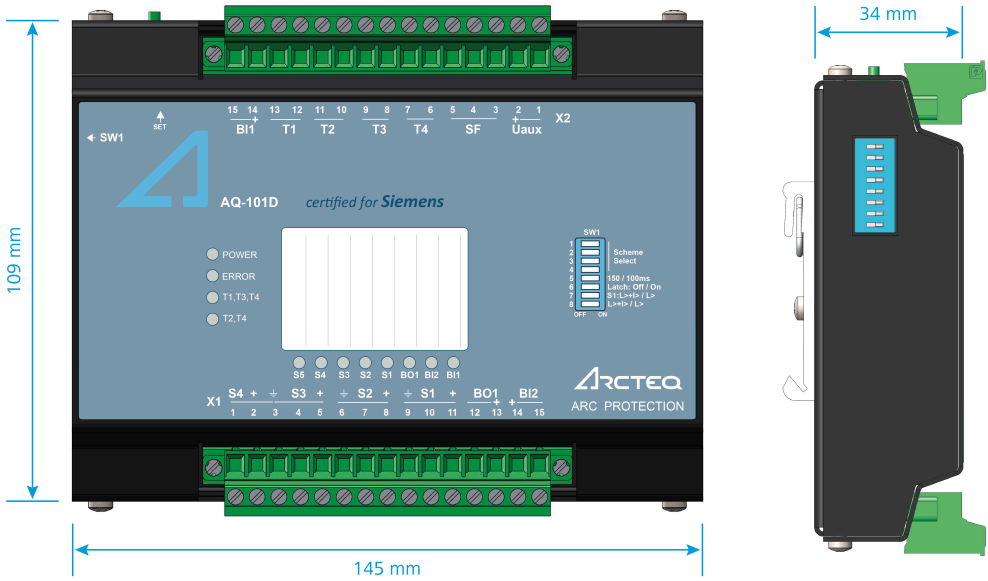 34 mm
15 14 13 12 11 10 9 8 7 6 5 4 3 2 1
+ +
BI1 T1 T2 T3 T4 SF Uaux X2
SET
SW1
AQ-101D certified for Siemens
POWER
ERROR
T1,T3,T4
T2,T4
SW1
1
2 Scheme
3 Select
4
5 150 / 100ms
6 Latch: Off / On
7 S1:L>+I> / L>
8 L>+I> / L>
OFF ON
S5 S4 S3 S2 S1 BO1 BI2 BI1
ARCTEQ
ARC PROTECTION
X1 S4 + ⏚ S3 + ⏚ S2 + ⏚ S1 + BO1 BI2
+ +
1 2 3 4 5 6 7 8 9 10 11 12 13 14 15
109 mm
145 mm